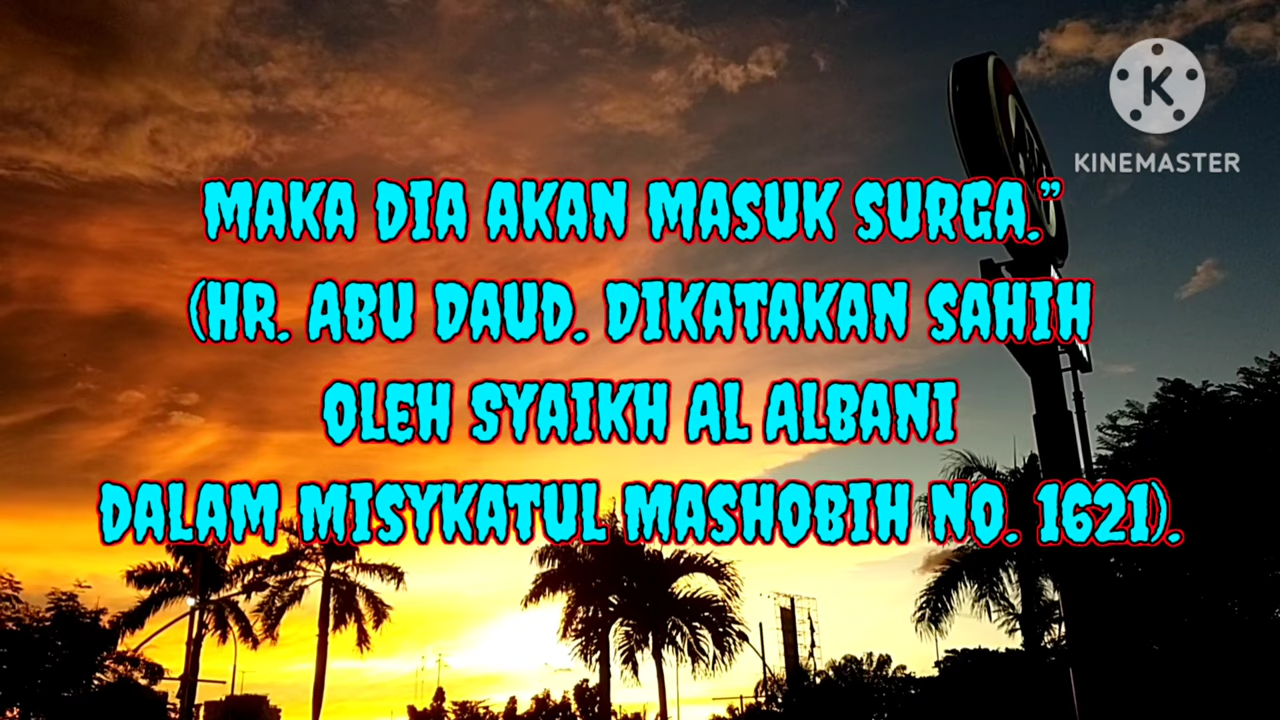 KINEMASTER
MAKA DIA AKAN MASUK SURGA.”
(HR. ABU DAUD. DIKATAKAN SAHIH
OLEH SYAIKH AL ALBANI
DALAM MISYKATUL MASHOBIH NO. 1621).